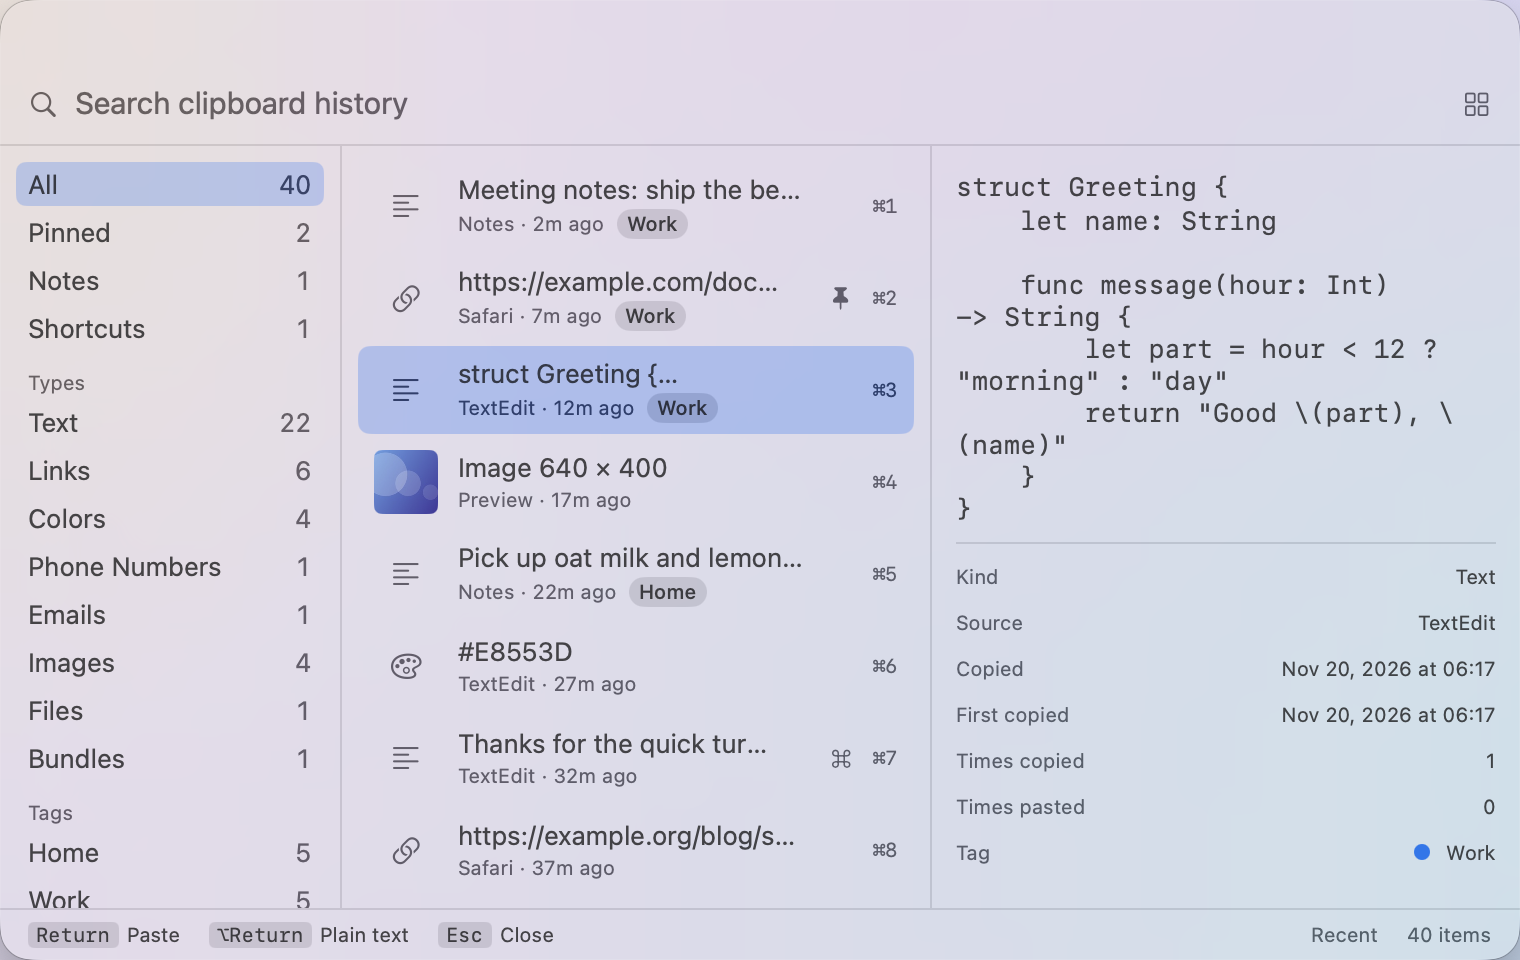 Search clipboard history
All 40
Pinned 2
Notes 1
Shortcuts 1
Types
Text 22
Links 6
Colors 4
Phone Numbers 1
Emails 1
Images 4
Files 1
Bundles 1
Tags
Home 5
Work 5
Meeting notes: ship the be...
Notes · 2m ago Work
⌘1
https://example.com/doc...
Safari · 7m ago Work
⌘2
struct Greeting {...
TextEdit · 12m ago Work
⌘3
Image 640 × 400
Preview · 17m ago
⌘4
Pick up oat milk and lemon...
Notes · 22m ago Home
⌘5
#E8553D
TextEdit · 27m ago
⌘6
Thanks for the quick tur...
TextEdit · 32m ago
⌘ ⌘7
https://example.org/blog/s...
Safari · 37m ago
⌘8
struct Greeting {
    let name: String
    func message(hour: Int)
—> String {
        let part = hour < 12 ?
"morning" : "day"
        return "Good \(part), \
(name)"
    }
}
Kind Text
Source TextEdit
Copied Nov 20, 2026 at 06:17
First copied Nov 20, 2026 at 06:17
Times copied 1
Times pasted 0
Tag Work
Return Paste ⌥Return Plain text Esc Close
Recent 40 items